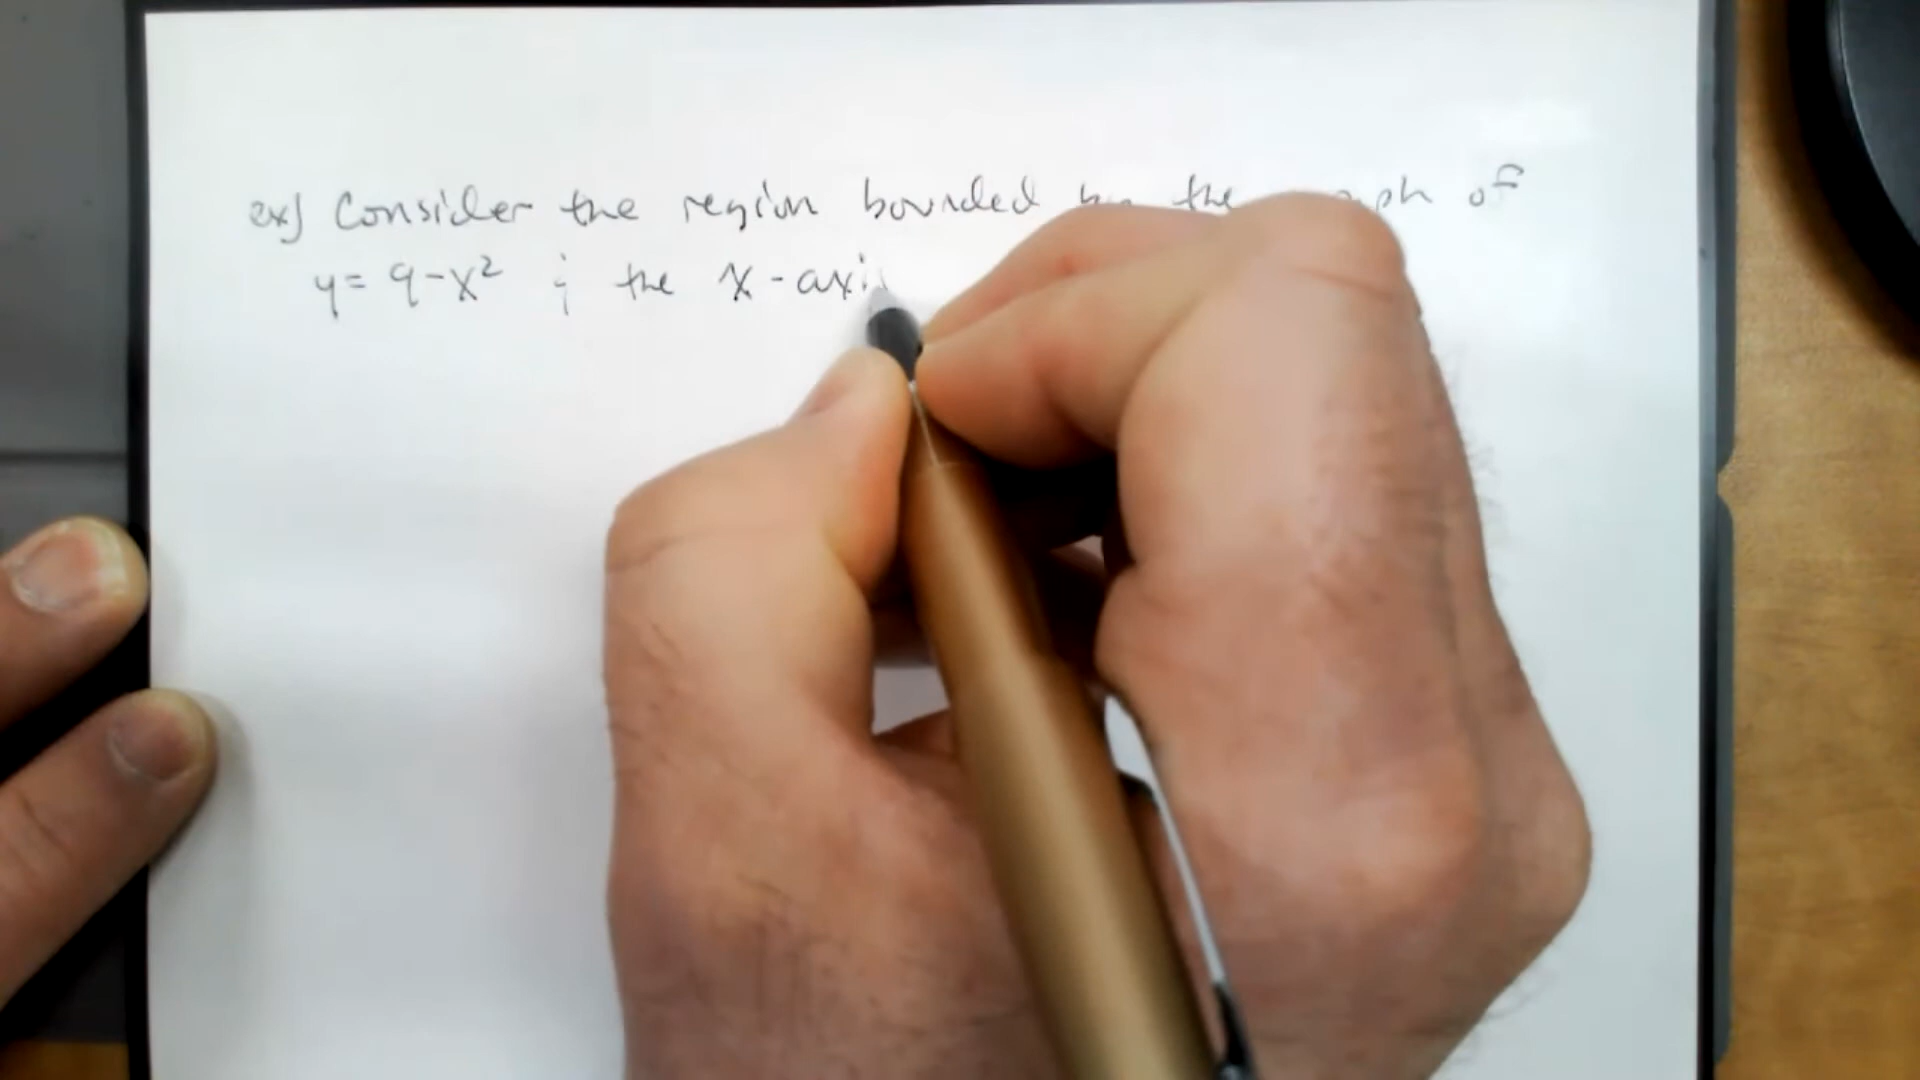 ex) Consider the region bounded the of
y = 9-x² & the x-axi